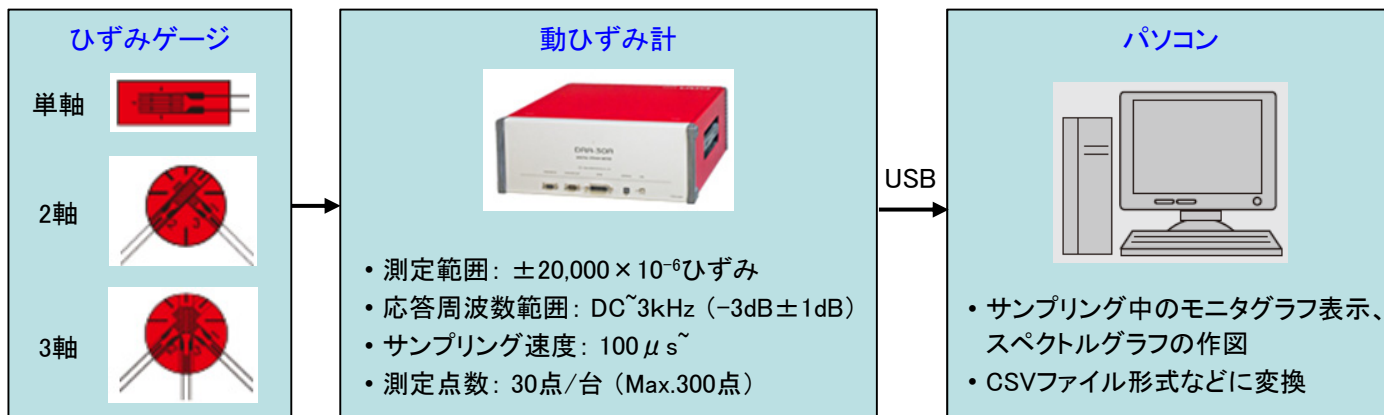 ひずみゲージ
単軸
2軸
3軸
動ひずみ計
DRA-30A
• 測定範囲: ±20,000×10⁻⁶ひずみ
• 応答周波数範囲: DC~3kHz (-3dB±1dB)
• サンプリング速度: 100μs~
• 測定点数: 30点/台 (Max.300点)
USB
パソコン
• サンプリング中のモニタグラフ表示、
スペクトルグラフの作図
• CSVファイル形式などに変換